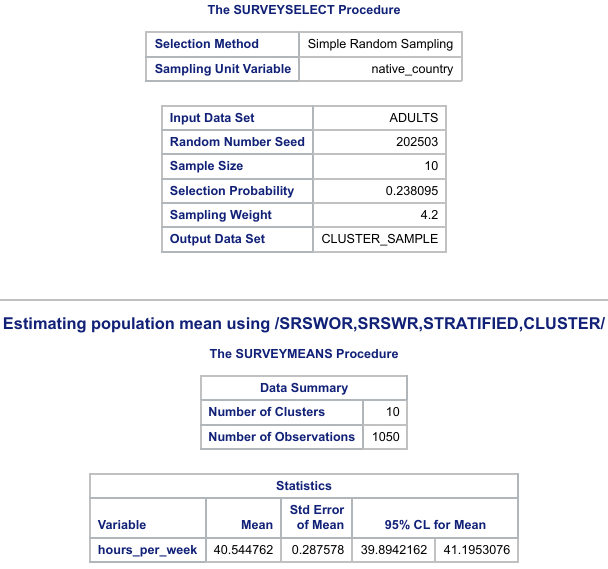 The SURVEYSELECT Procedure
Selection Method Simple Random Sampling
Sampling Unit Variable native_country
Input Data Set ADULTS
Random Number Seed 202503
Sample Size 10
Selection Probability 0.238095
Sampling Weight 4.2
Output Data Set CLUSTER_SAMPLE
Estimating population mean using /SRSWOR,SRSWR,STRATIFIED,CLUSTER/
The SURVEYMEANS Procedure
Data Summary
Number of Clusters 10
Number of Observations 1050
Statistics
Variable Mean Std Error of Mean 95% CL for Mean
hours_per_week 40.544762 0.287578 39.8942162 41.1953076